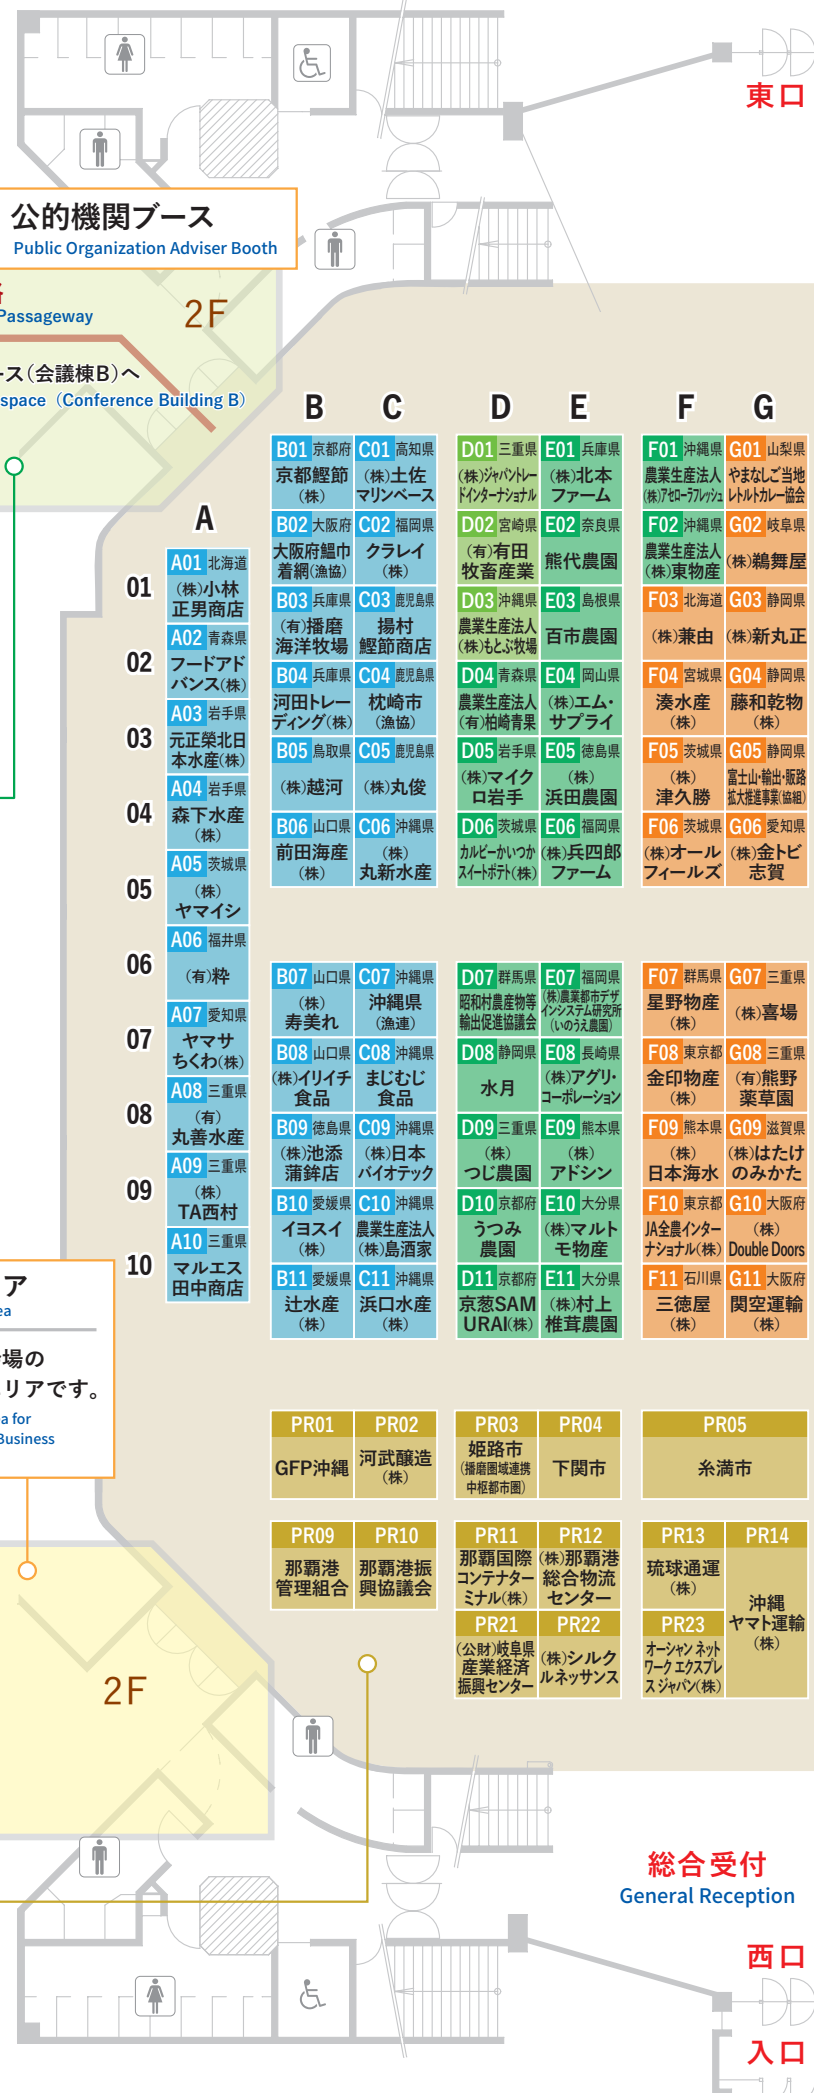 東口
公的機関ブース
Public Organization Adviser Booth
Passageway
2F
ース(会議棟B)へ
space (Conference Building B)
B C D E F G
A
01
02
03
04
05
06
07
08
09
10
A01 北海道
(株)小林
正男商店
A02 青森県
フードアド
バンス(株)
A03 岩手県
元正榮北日
本水産(株)
A04 岩手県
森下水産
(株)
A05 茨城県
(株)
ヤマイシ
A06 福井県
(有)粋
A07 愛知県
ヤマサ
ちくわ(株)
A08 三重県
(有)
丸善水産
A09 三重県
(株)
TA西村
A10 三重県
マルエス
田中商店
B01 京都府
京都鰹節
(株)
B02 大阪府
大阪府鰮巾
着網(漁協)
B03 兵庫県
(有)播磨
海洋牧場
B04 兵庫県
河田トレー
ディング(株)
B05 鳥取県
(株)越河
B06 山口県
前田海産
(株)
B07 山口県
(株)
寿美れ
B08 山口県
(株)イリイチ
食品
B09 徳島県
(株)池添
蒲鉾店
B10 愛媛県
イヨスイ
(株)
B11 愛媛県
辻水産
(株)
C01 高知県
(株)土佐
マリンベース
C02 福岡県
クラレイ
(株)
C03 鹿児島県
揚村
鰹節商店
C04 鹿児島県
枕崎市
(漁協)
C05 鹿児島県
(株)丸俊
C06 沖縄県
(株)
丸新水産
C07 沖縄県
沖縄県
(漁連)
C08 沖縄県
まじむじ
食品
C09 沖縄県
(株)日本
バイオテック
C10 沖縄県
農業生産法人
(株)島酒家
C11 沖縄県
浜口水産
(株)
D01 三重県
(株)ジャパントレー
ドインターナショナル
D02 宮崎県
(有)有田
牧畜産業
D03 沖縄県
農業生産法人
(株)もとぶ牧場
D04 青森県
農業生産法人
(有)柏崎青果
D05 岩手県
(株)マイク
ロ岩手
D06 茨城県
カルビーかいつか
スイートポテト(株)
D07 群馬県
昭和村農産物等
輸出促進協議会
D08 静岡県
水月
D09 三重県
(株)
つじ農園
D10 京都府
うつみ
農園
D11 京都府
京葱SAM
URAI(株)
E01 兵庫県
(株)北本
ファーム
E02 奈良県
熊代農園
E03 島根県
百市農園
E04 岡山県
(株)エム・
サプライ
E05 徳島県
(株)
浜田農園
E06 福岡県
(株)兵四郎
ファーム
E07 福岡県
(株)農業都市デザ
インシステム研究所
(いのうえ農園)
E08 長崎県
(株)アグリ・
コーポレーション
E09 熊本県
(株)
アドシン
E10 大分県
(株)マルト
モ物産
E11 大分県
(株)村上
椎茸農園
F01 沖縄県
農業生産法人
(株)アセローラフレッシュ
F02 沖縄県
農業生産法人
(株)東物産
F03 北海道
(株)兼由
F04 宮城県
湊水産
(株)
F05 茨城県
(株)
津久勝
F06 茨城県
(株)オール
フィールズ
F07 群馬県
星野物産
(株)
F08 東京都
金印物産
(株)
F09 熊本県
(株)
日本海水
F10 東京都
JA全農インター
ナショナル(株)
F11 石川県
三徳屋
(株)
G01 山梨県
やまなしご当地
レトルトカレー協会
G02 岐阜県
(株)鵜舞屋
G03 静岡県
(株)新丸正
G04 静岡県
藤和乾物
(株)
G05 静岡県
富士山・輸出・販路
拡大推進事業(協組)
G06 愛知県
(株)金トビ
志賀
G07 三重県
(株)喜場
G08 三重県
(有)熊野
薬草園
G09 滋賀県
(株)はたけ
のみかた
G10 大阪府
(株)
Double Doors
G11 大阪府
関空運輸
(株)
ア
ea
場の
リアです。
a for
Business
PR01
GFP沖縄
PR02
河武醸造
(株)
PR03
姫路市
(播磨圏域連携
中枢都市圏)
PR04
下関市
PR05
糸満市
PR09
那覇港
管理組合
PR10
那覇港振
興協議会
PR11
那覇国際
コンテナター
ミナル(株)
PR12
(株)那覇港
総合物流
センター
PR13
琉球通運
(株)
PR14
沖縄
ヤマト運輸
(株)
PR21
(公財)岐阜県
産業経済
振興センター
PR22
(株)シルク
ルネッサンス
PR23
オーシャン ネット
ワーク エクスプレ
ス ジャパン(株)
2F
総合受付
General Reception
西口
入口